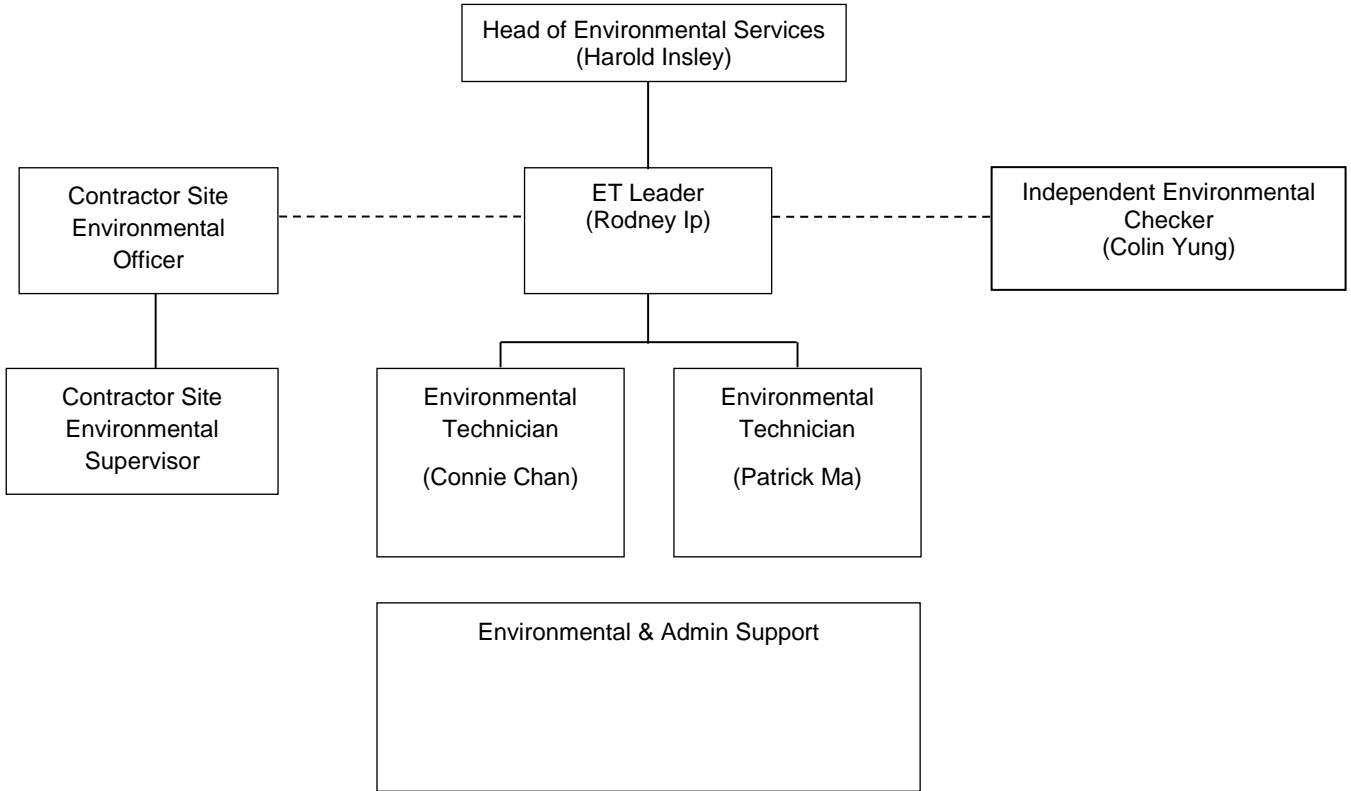 Head of Environmental Services
(Harold Insley)
Contractor Site
Environmental
Officer
ET Leader
(Rodney Ip)
Independent Environmental
Checker
(Colin Yung)
Contractor Site
Environmental
Supervisor
Environmental
Technician
(Connie Chan)
Environmental
Technician
(Patrick Ma)
Environmental & Admin Support